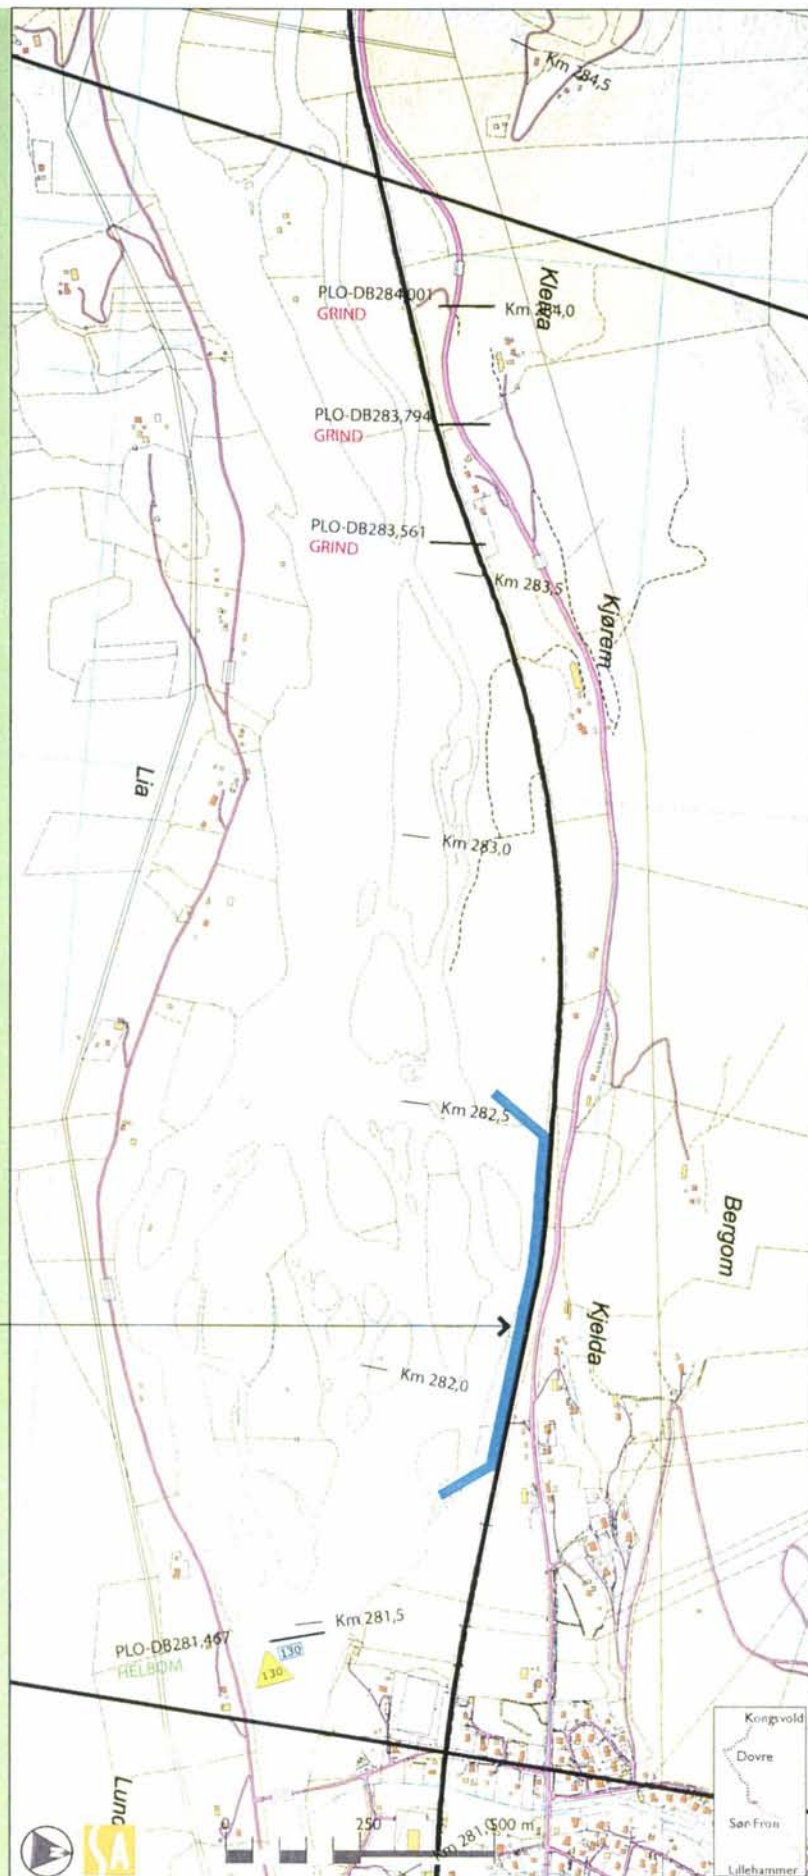 Km 284,5
Kleiva
PLO-DB284,001
GRIND
Km 284,0
PLO-DB283,794
GRIND
PLO-DB283,561
GRIND
Km 283,5
Kjørem
Lia
Km 283,0
Km 282,5
Bergom
Kjelda
Km 282,0
Km 281,5
PLO-DB281,467
HELBOM
130
130
Kongsvold
Dovre
Sør-Fron
Lillehammer
0
250
500 m
Km 281,0
SA